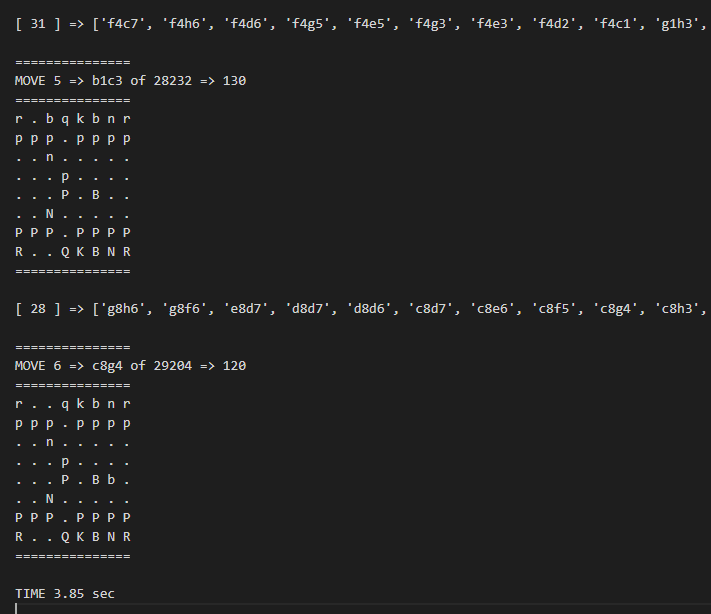 [ 31 ] => ['f4c7', 'f4h6', 'f4d6', 'f4g5', 'f4e5', 'f4g3', 'f4e3', 'f4d2', 'f4c1', 'g1h3',
===============
MOVE 5 => b1c3 of 28232 => 130
===============
r . b q k b n r
p p p . p p p p
. . n . . . . .
. . . p . . . .
. . . P . B . .
. . N . . . . .
P P P . P P P P
R . . Q K B N R
===============
[ 28 ] => ['g8h6', 'g8f6', 'e8d7', 'd8d7', 'd8d6', 'c8d7', 'c8e6', 'c8f5', 'c8g4', 'c8h3',
===============
MOVE 6 => c8g4 of 29204 => 120
===============
r . . q k b n r
p p p . p p p p
. . n . . . . .
. . . p . . . .
. . . P . B b .
. . N . . . . .
P P P . P P P P
R . . Q K B N R
===============
TIME 3.85 sec